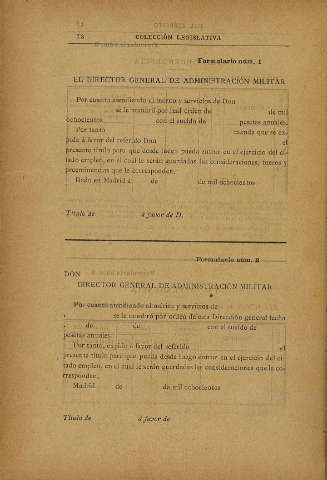 12 COLECCIÓN LEGISLATIVA
Formulario núm. 1
EL DIRECTOR GENERAL DE ADMINISTRACIÓN MILITAR
Por cuanto atendiendo al mérito y servicios de Don
se le nombró por Real orden de de mil
ochocientos con el sueldo de pesetas anuales.
Por tanto manda que se ex-
pida á favor del referido Don el
presente título para que desde luego pueda entrar en el ejercicio del ci-
tado empleo, en el cual le serán guardadas las consideraciones, fueros y
preeminencias que le corresponden.
Dado en Madrid á de de mil ochocientos
Título de á favor de D.
Formulario núm. 2
DON
DIRECTOR GENERAL DE ADMINISTRACIÓN MILITAR
Por cuanto atendiendo al mérito y servicios de
se le nombró por orden de esta Dirección general fecha
de de con el sueldo de
pesetas anuales.
Por tanto, expido á favor del referido el
presente título para que pueda desde luego entrar en el ejercicio del ci-
tado empleo, en el cual le serán guardadas las consideraciones que le co-
rresponden.
Madrid de de mil ochocientos
Título de á favor de